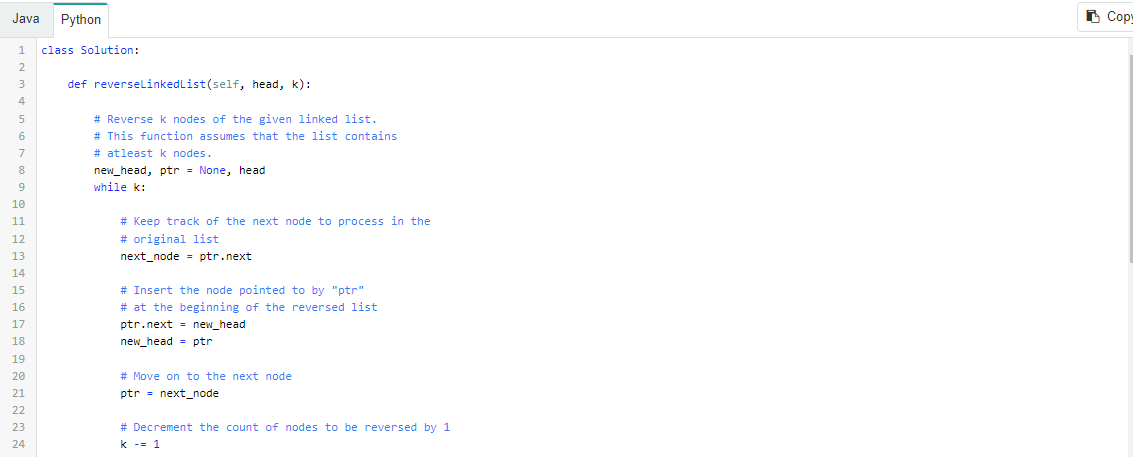 Java Python Copy
1 class Solution:
2
3 def reverseLinkedList(self, head, k):
4
5 # Reverse k nodes of the given linked list.
6 # This function assumes that the list contains
7 # atleast k nodes.
8 new_head, ptr = None, head
9 while k:
10
11 # Keep track of the next node to process in the
12 # original list
13 next_node = ptr.next
14
15 # Insert the node pointed to by "ptr"
16 # at the beginning of the reversed list
17 ptr.next = new_head
18 new_head = ptr
19
20 # Move on to the next node
21 ptr = next_node
22
23 # Decrement the count of nodes to be reversed by 1
24 k -= 1